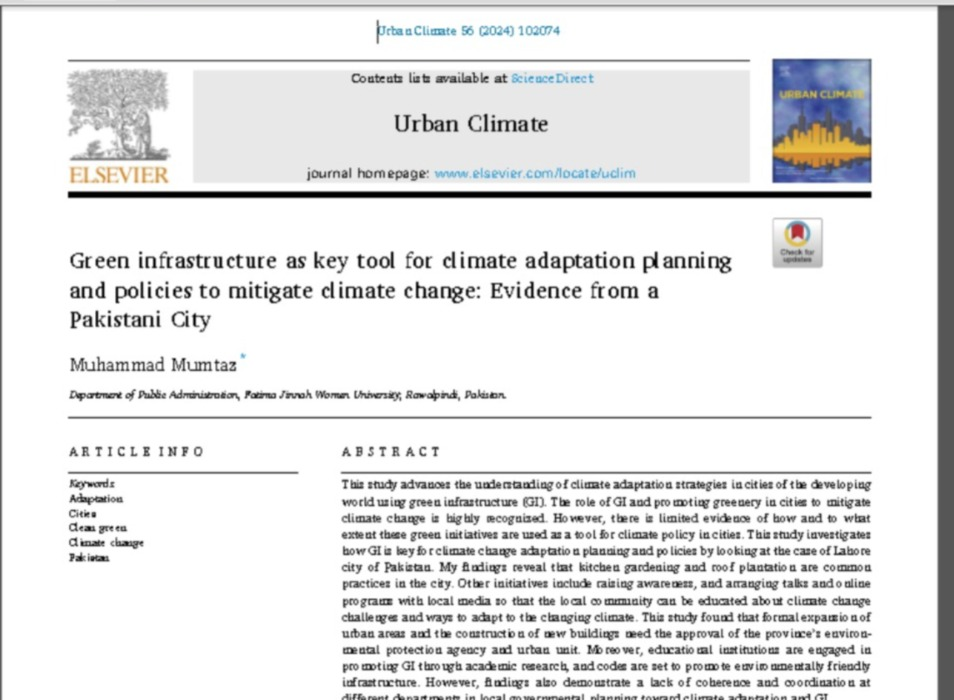 Urban Climate 56 (2024) 102074
Contents lists available at ScienceDirect
Urban Climate
journal homepage: www.elsevier.com/locate/uclim
ELSEVIER
URBAN CLIMATE
Check for
updates
Green infrastructure as key tool for climate adaptation planning
and policies to mitigate climate change: Evidence from a
Pakistani City
Muhammad Mumtaz *
Department of Public Administration, Fatima Jinnah Women University, Rawalpindi, Pakistan.
ARTICLE INFO
Keywords
Adaptation
Cities
Clean green
Climate change
Pakistan
ABSTRACT
This study advances the understanding of climate adaptation strategies in cities of the developing
world using green infrastructure (GI). The role of GI and promoting greenery in cities to mitigate
climate change is highly recognized. However, there is limited evidence of how and to what
extent these green initiatives are used as a tool for climate policy in cities. This study investigates
how GI is key for climate change adaptation planning and policies by looking at the case of Lahore
city of Pakistan. My findings reveal that kitchen gardening and roof plantation are common
practices in the city. Other initiatives include raising awareness, and arranging talks and online
programs with local media so that the local community can be educated about climate change
challenges and ways to adapt to the changing climate. This study found that formal expansion of
urban areas and the construction of new buildings need the approval of the province's environ-
mental protection agency and urban unit. Moreover, educational institutions are engaged in
promoting GI through academic research, and codes are set to promote environmentally friendly
infrastructure. However, findings also demonstrate a lack of coherence and coordination at
different departments in local governmental planning toward climate adaptation and GI.